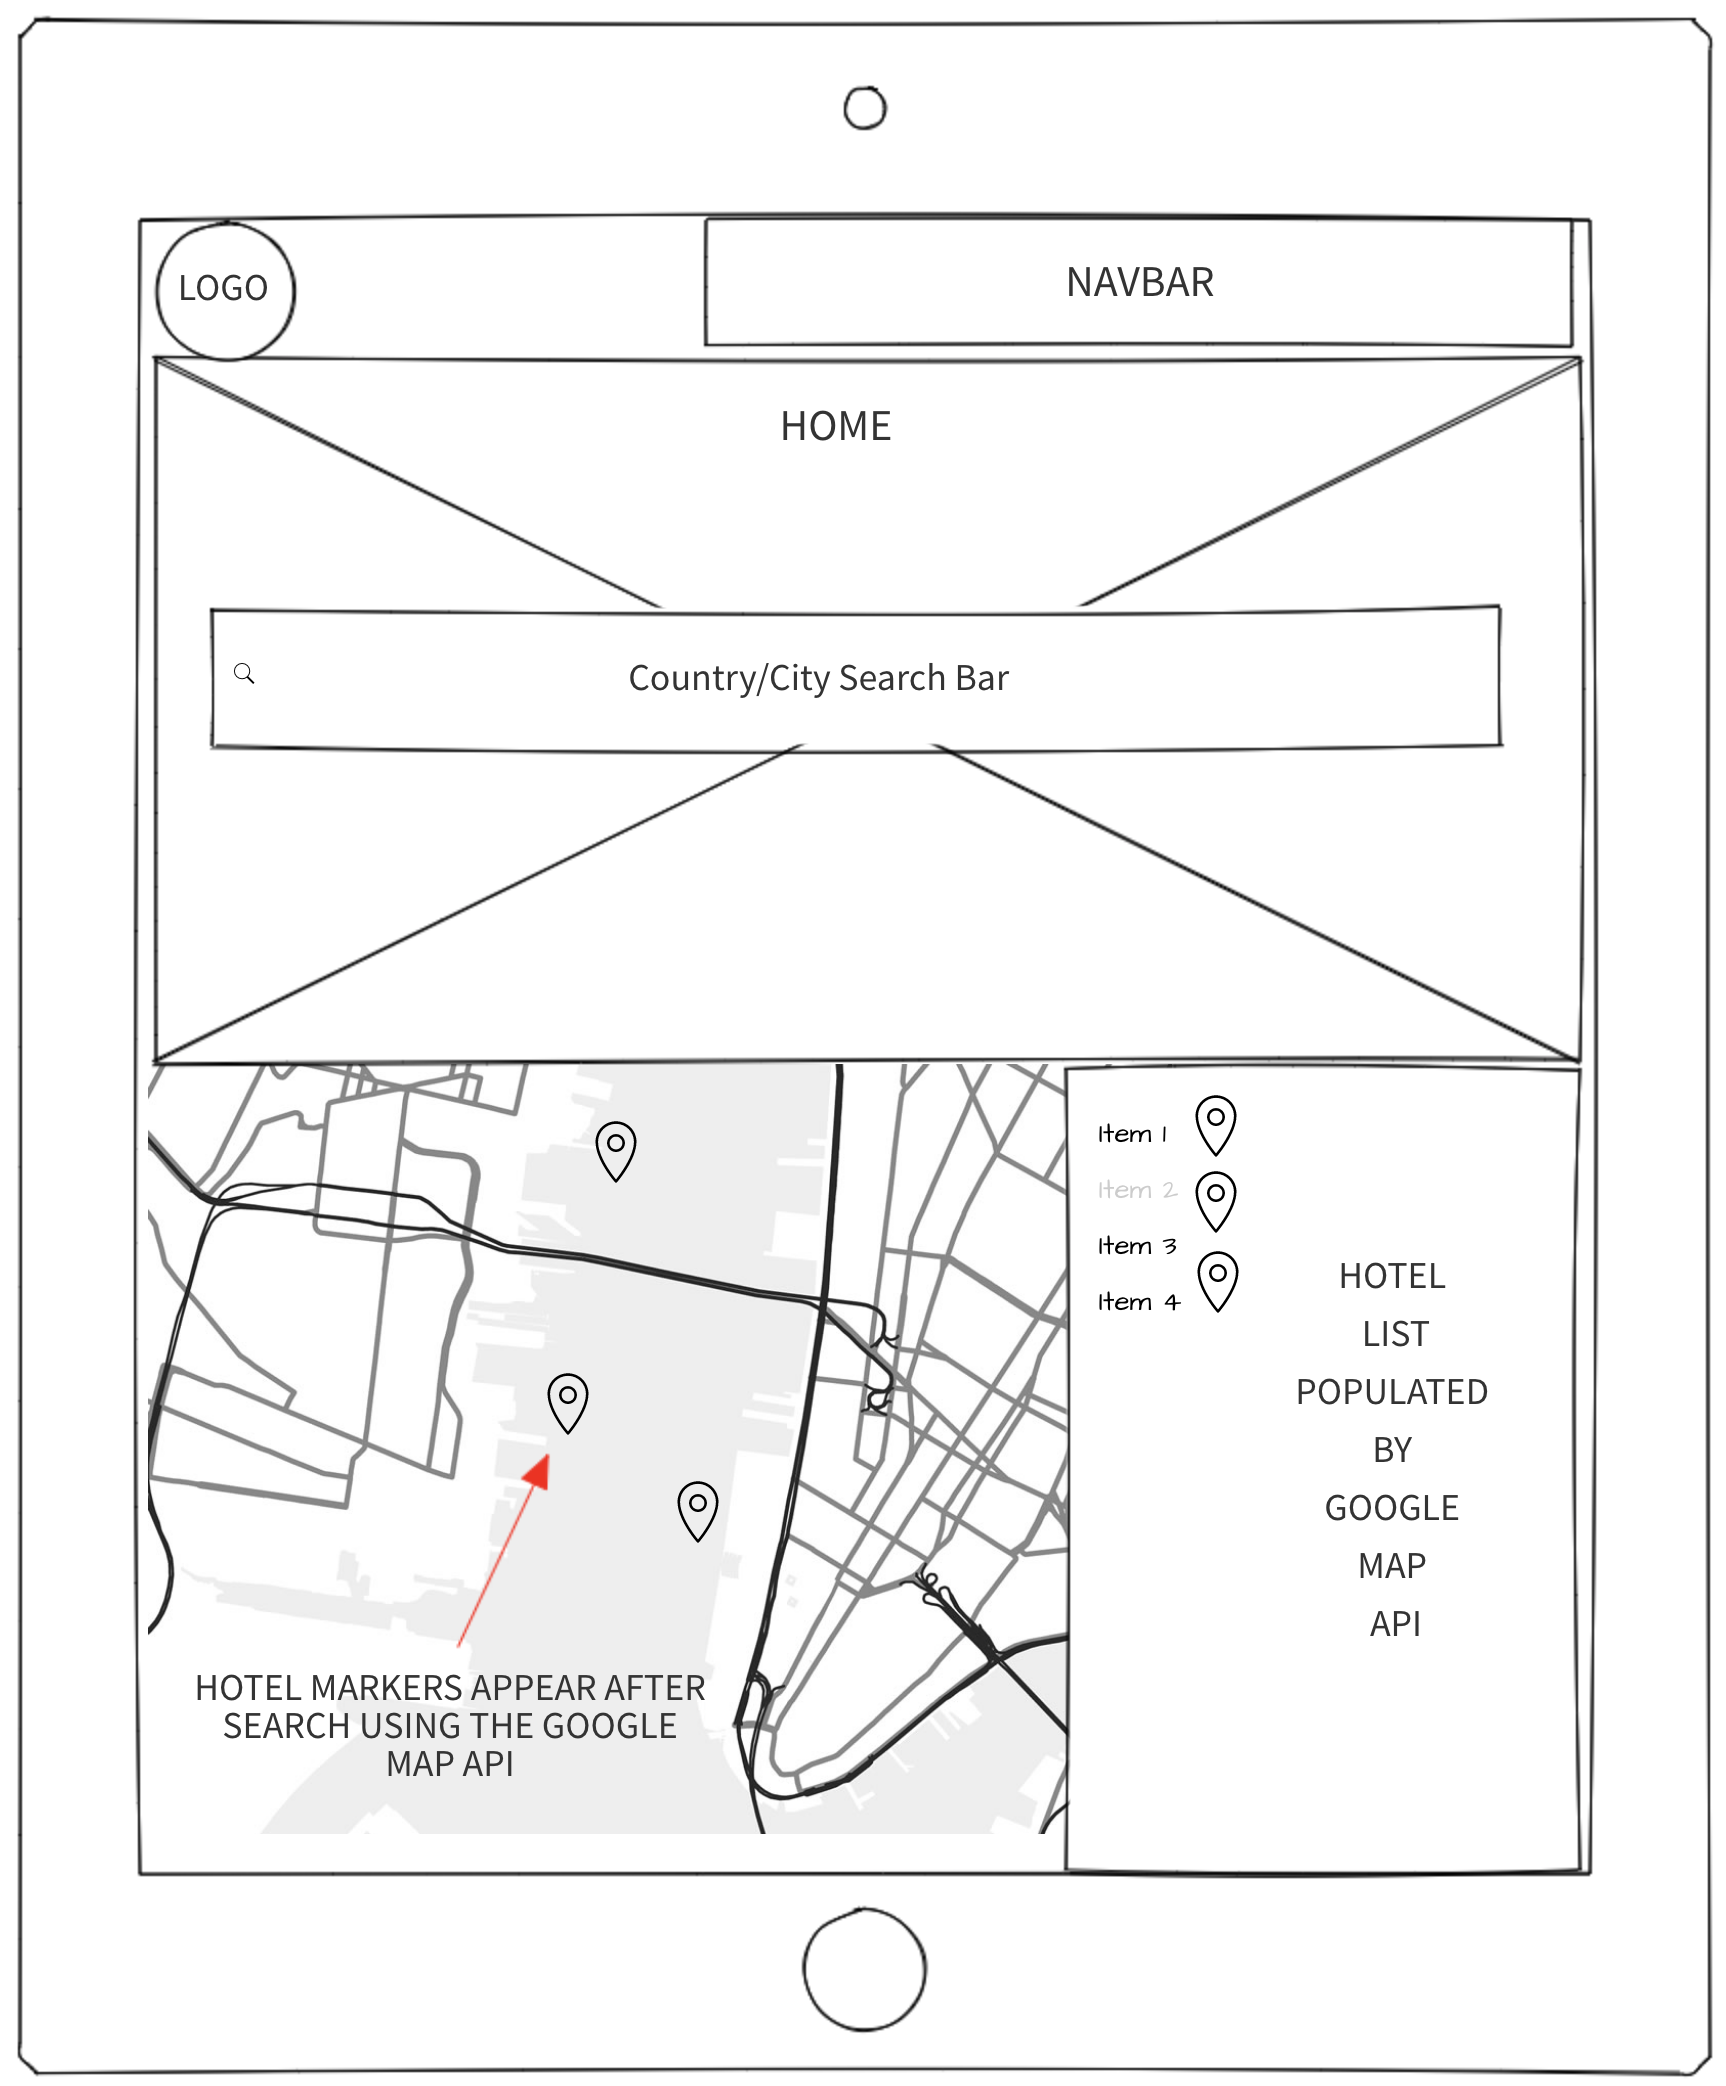 LOGO
NAVBAR
HOME
Country/City Search Bar
Item 1
Item 2
Item 3
Item 4
HOTEL
LIST
POPULATED
BY
GOOGLE
MAP
API
HOTEL MARKERS APPEAR AFTER
SEARCH USING THE GOOGLE
MAP API